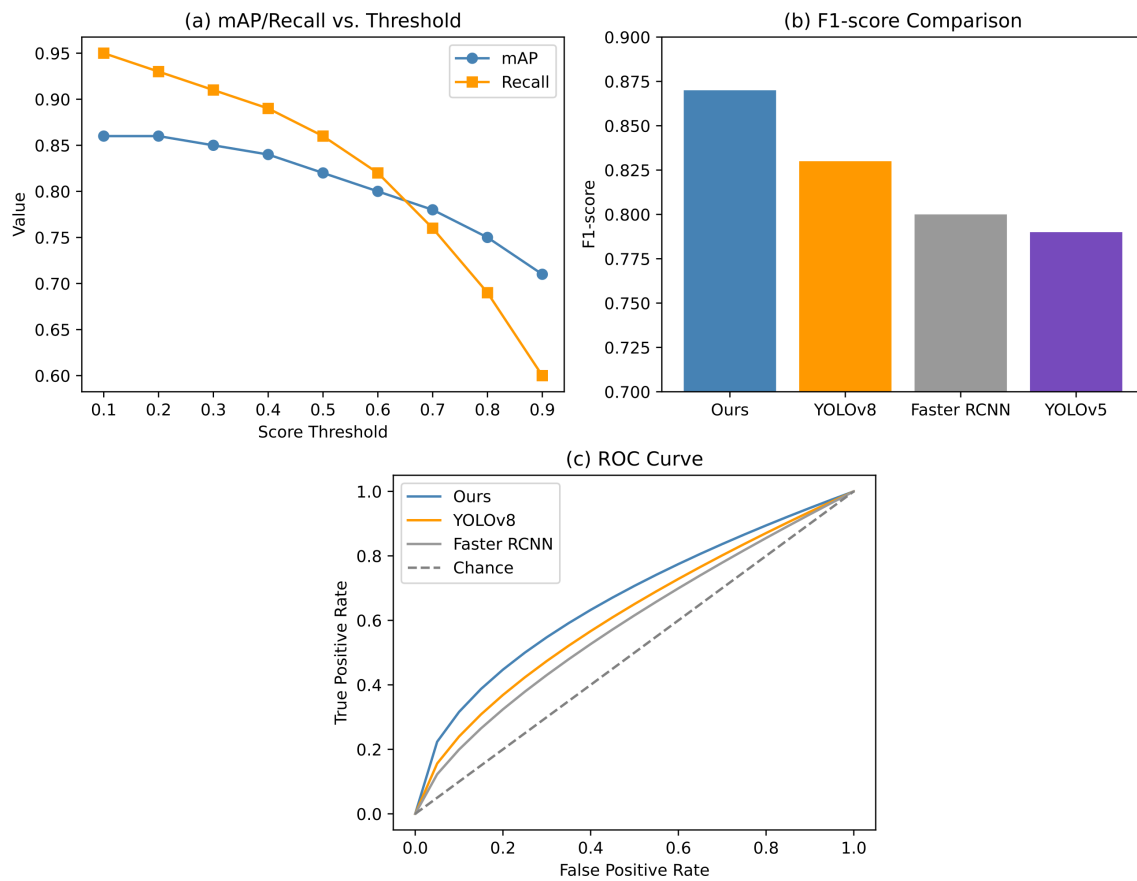 (a) mAP/Recall vs. Threshold
mAP
Recall
0.95
0.90
0.85
0.80
0.75
0.70
0.65
0.60
Value
0.1 0.2 0.3 0.4 0.5 0.6 0.7 0.8 0.9
Score Threshold
(b) F1-score Comparison
0.900
0.875
0.850
0.825
0.800
0.775
0.750
0.725
0.700
F1-score
Ours YOLOv8 Faster RCNN YOLOv5
(c) ROC Curve
Ours
YOLOv8
Faster RCNN
Chance
1.0
0.8
0.6
0.4
0.2
0.0
True Positive Rate
0.0 0.2 0.4 0.6 0.8 1.0
False Positive Rate